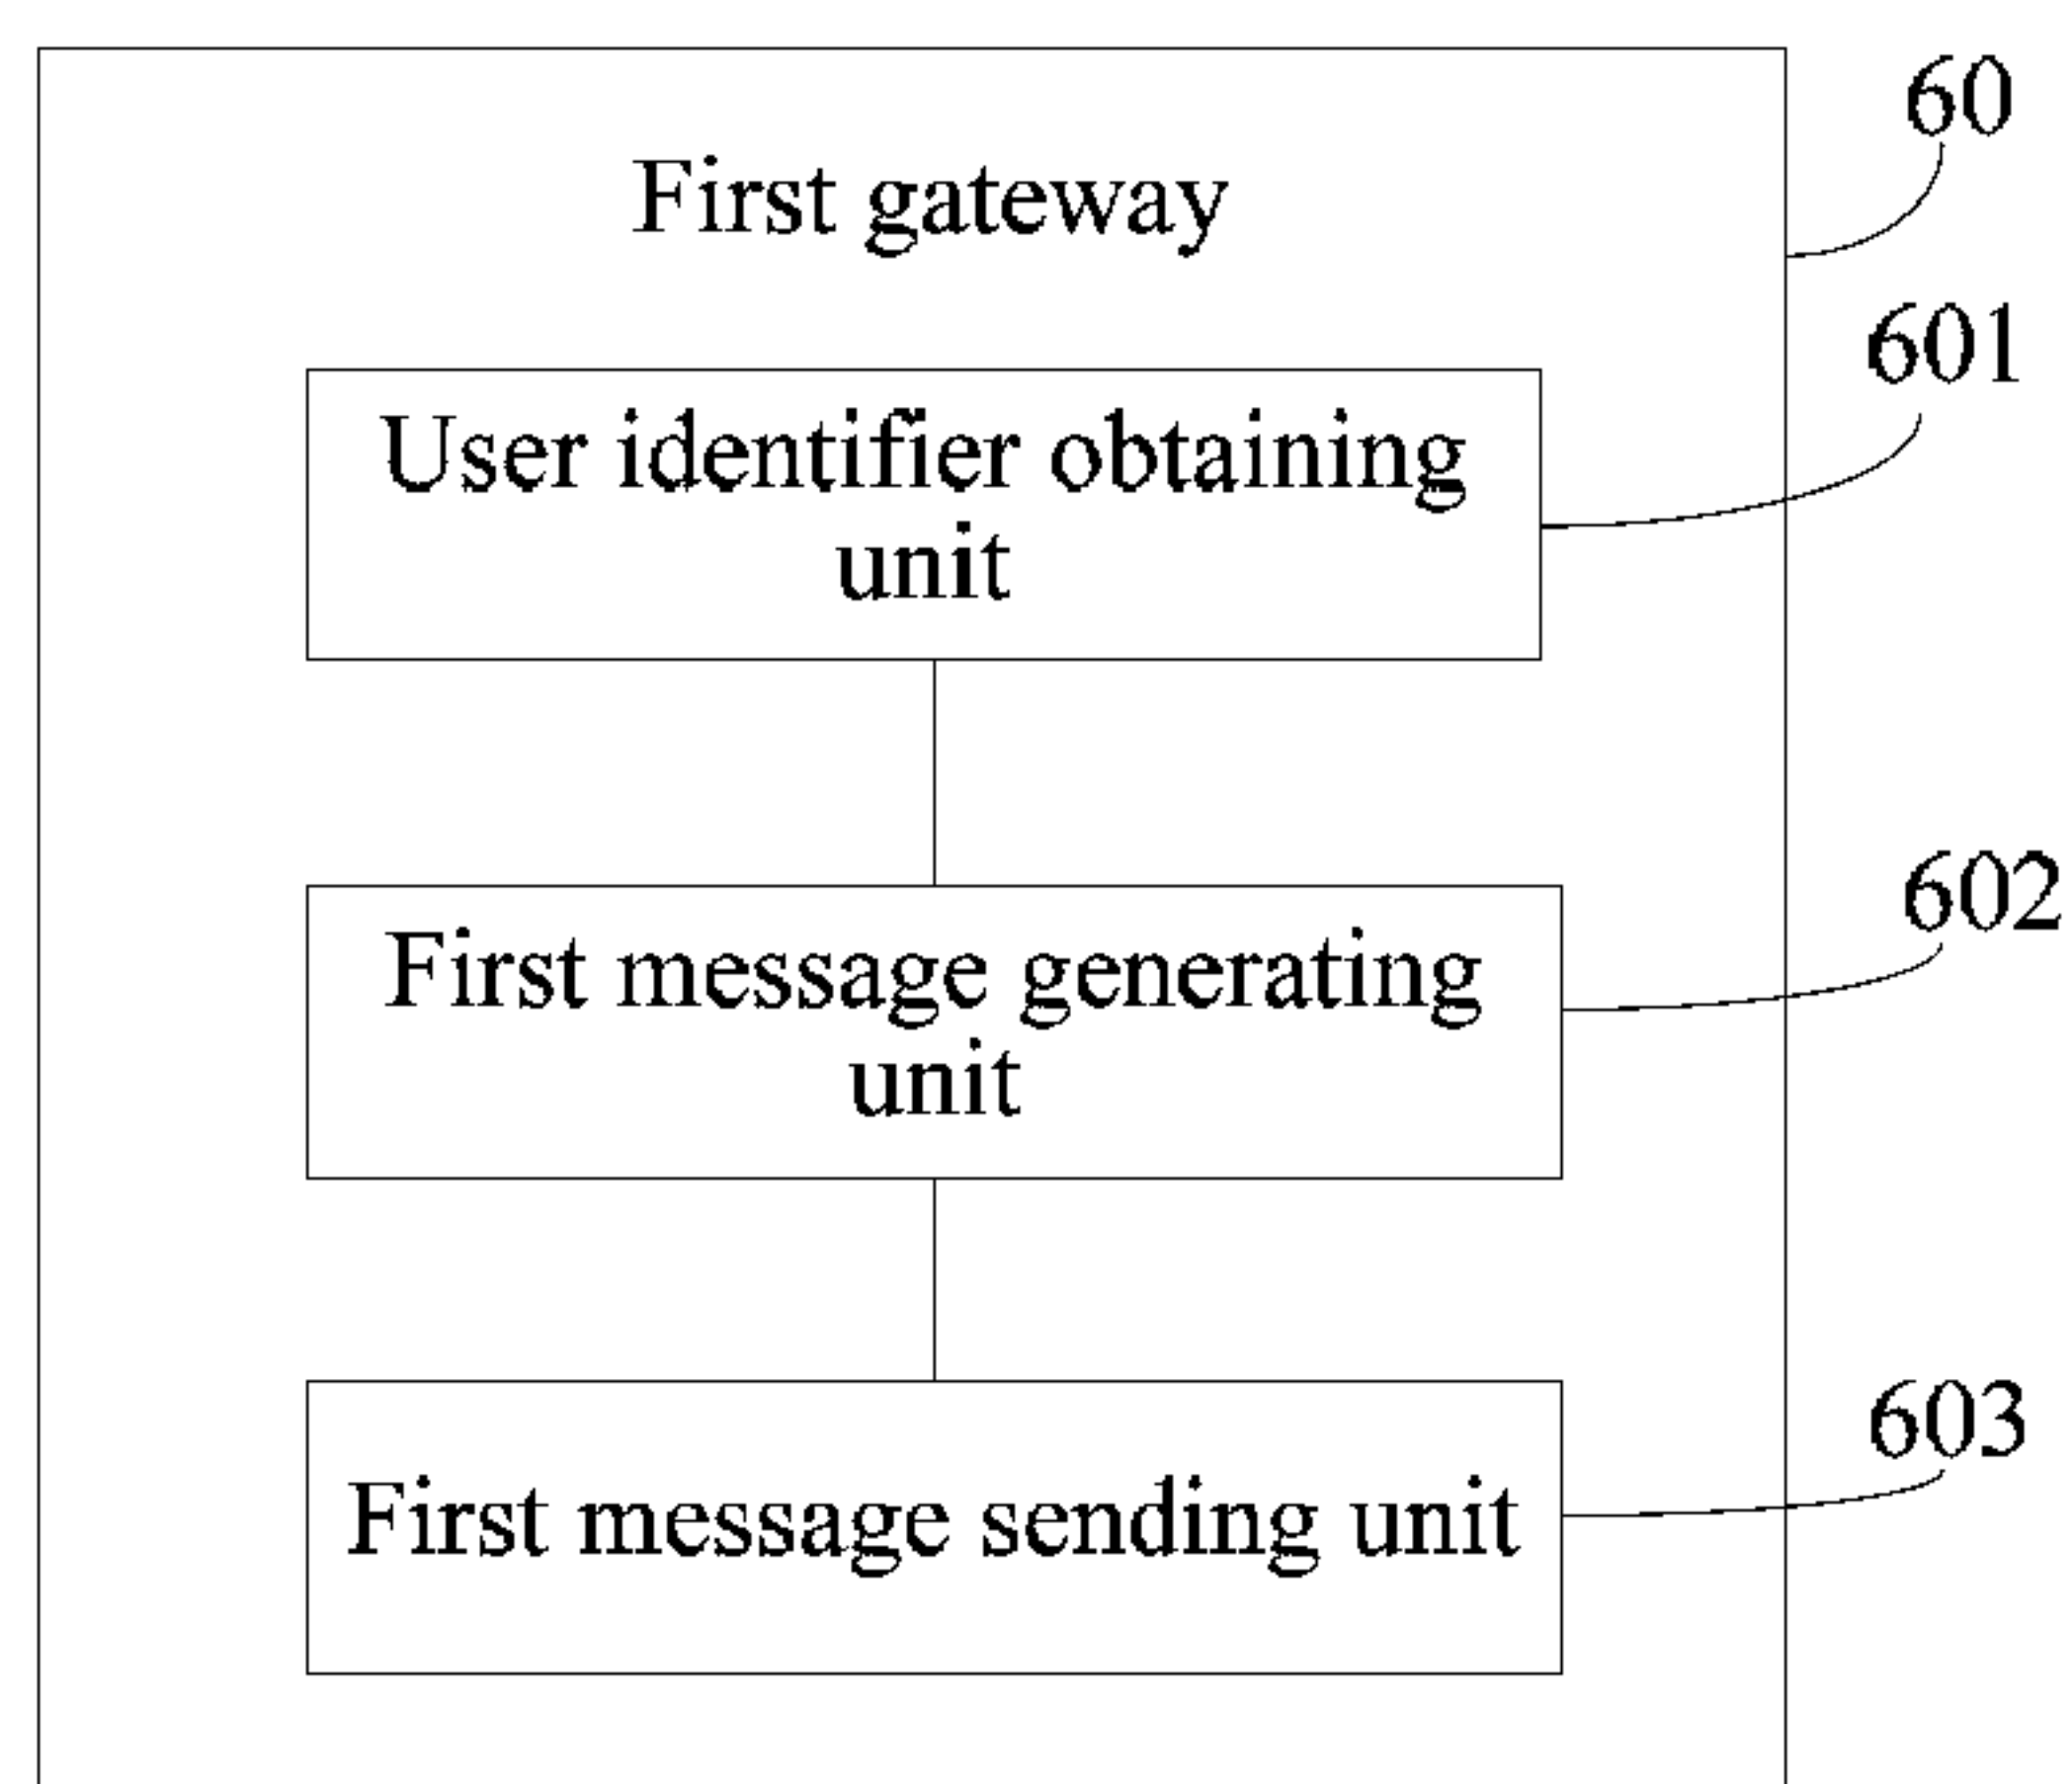 60
First gateway
601
User identifier obtaining
unit
602
First message generating
unit
603
First message sending unit